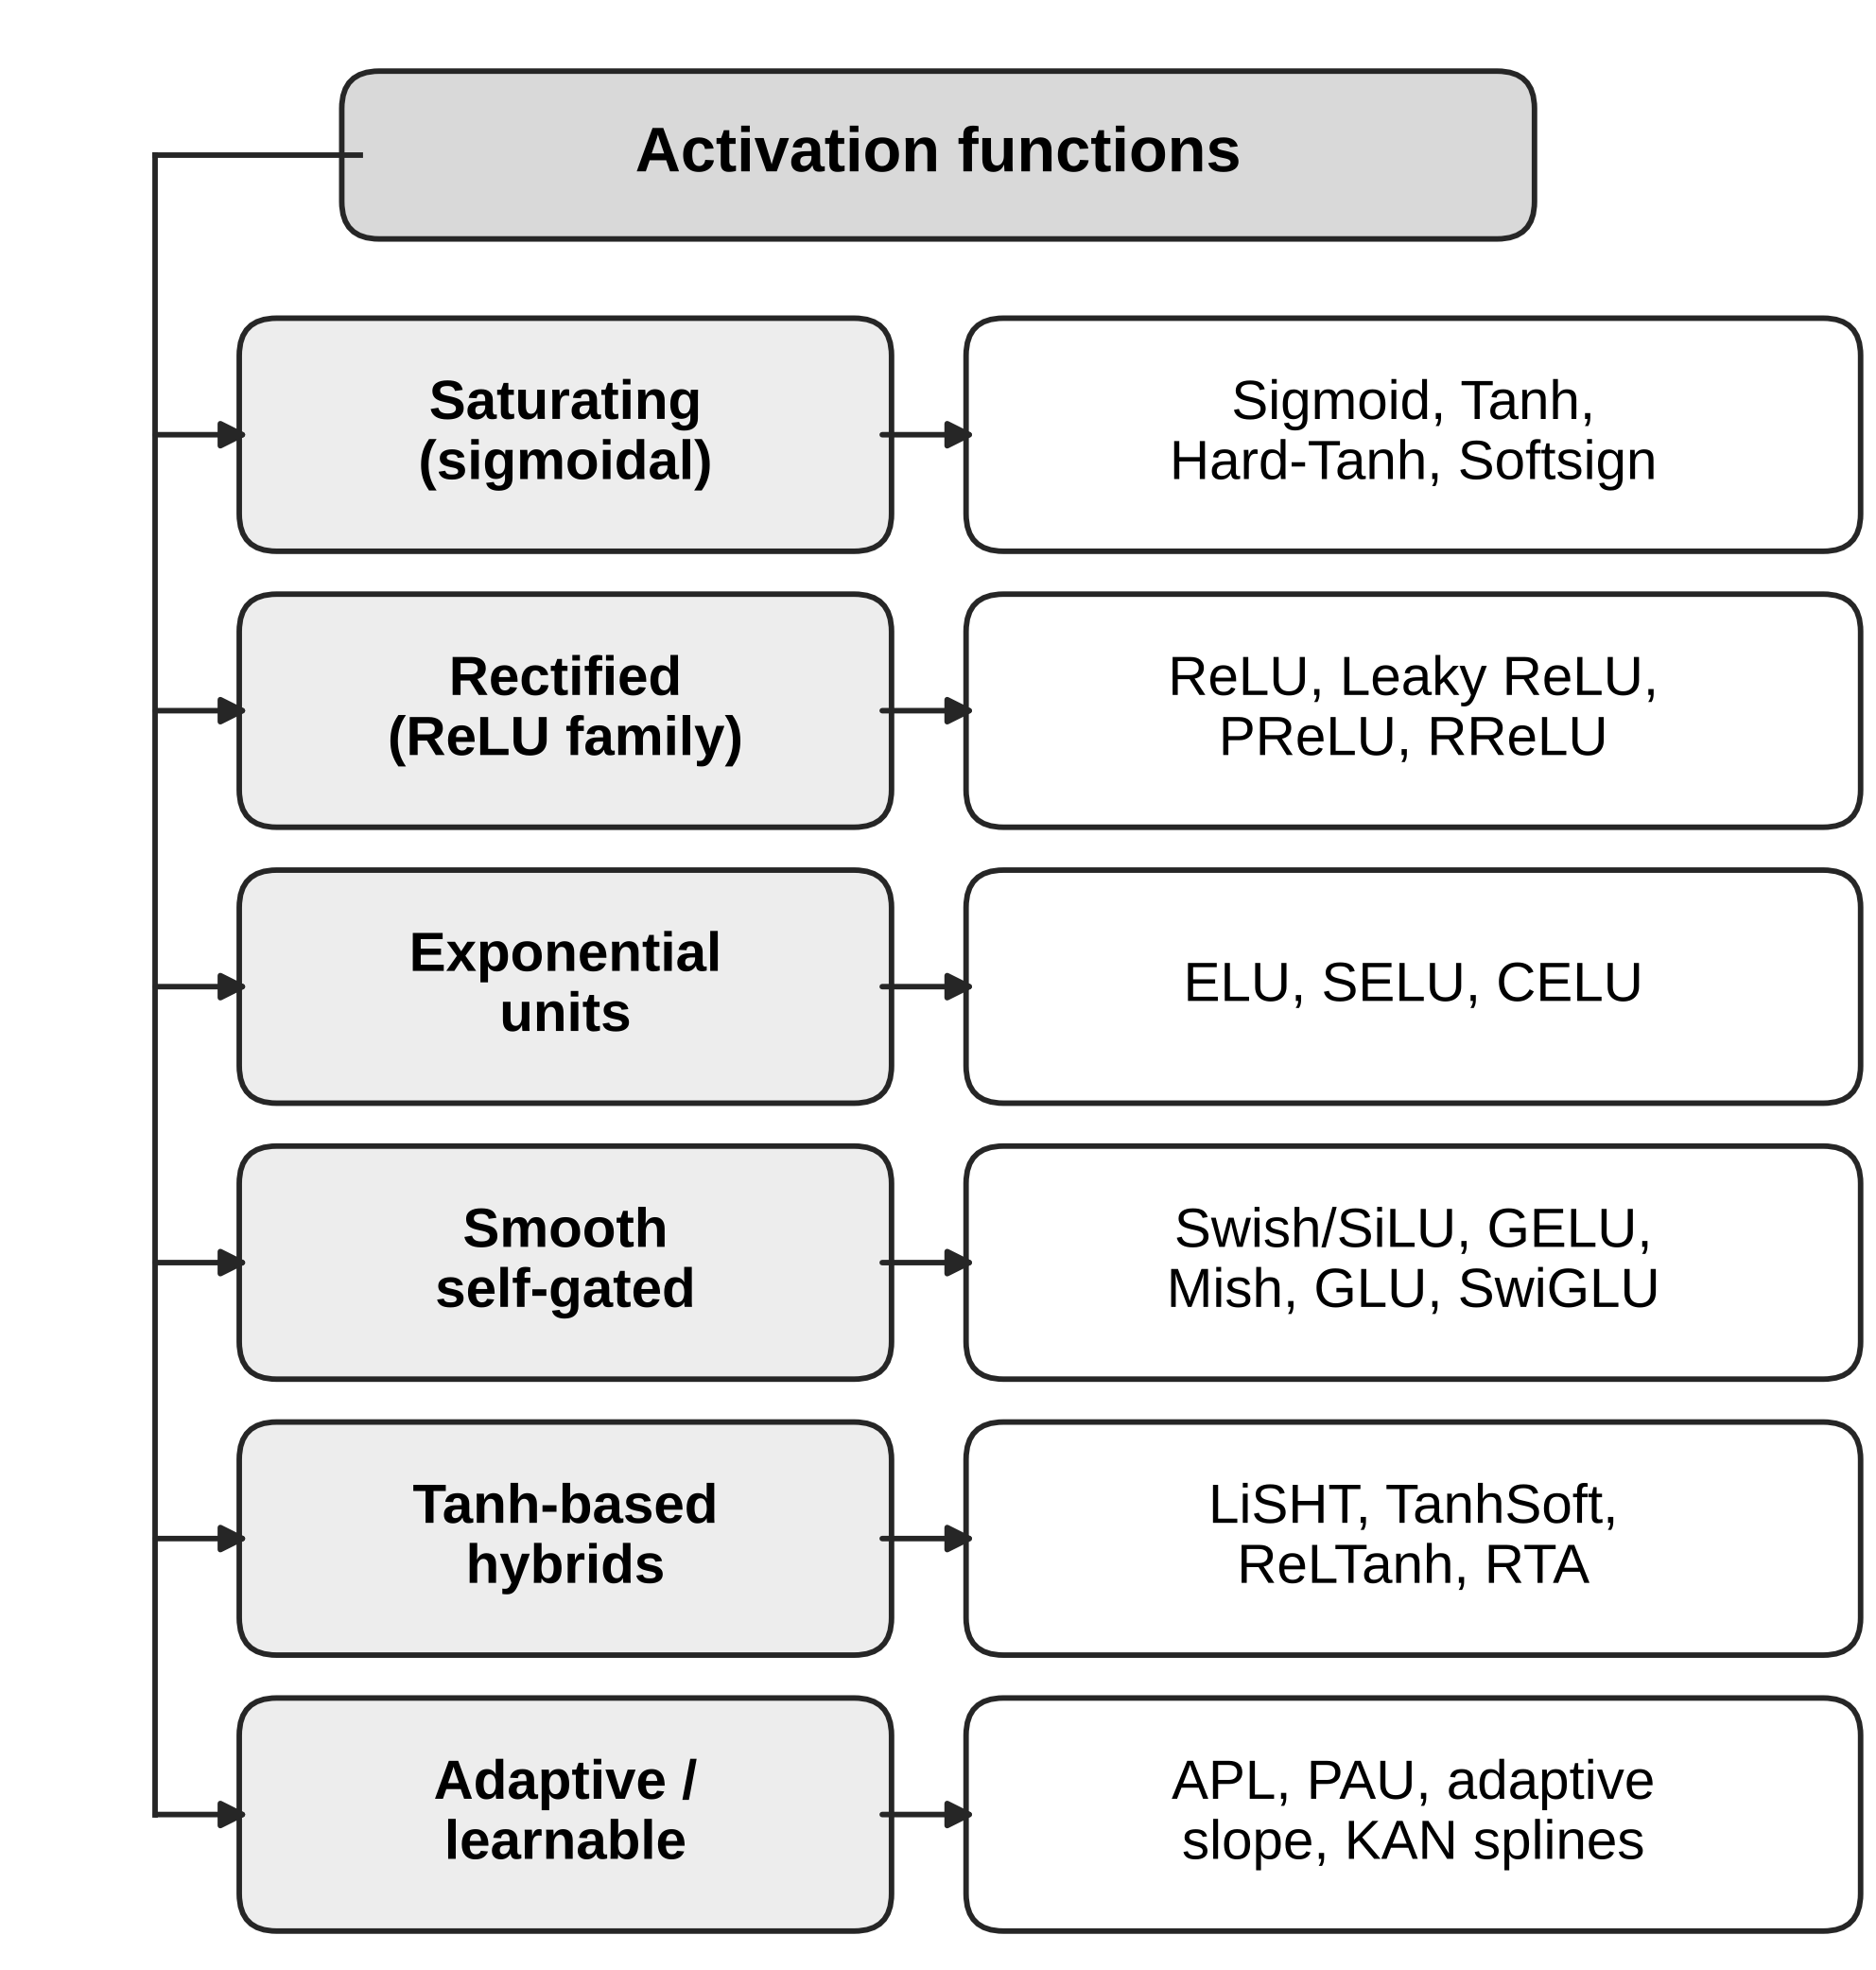 Activation functions
Saturating
(sigmoidal)
Sigmoid, Tanh,
Hard-Tanh, Softsign
Rectified
(ReLU family)
ReLU, Leaky ReLU,
PReLU, RReLU
Exponential
units
ELU, SELU, CELU
Smooth
self-gated
Swish/SiLU, GELU,
Mish, GLU, SwiGLU
Tanh-based
hybrids
LiSHT, TanhSoft,
ReLTanh, RTA
Adaptive /
learnable
APL, PAU, adaptive
slope, KAN splines